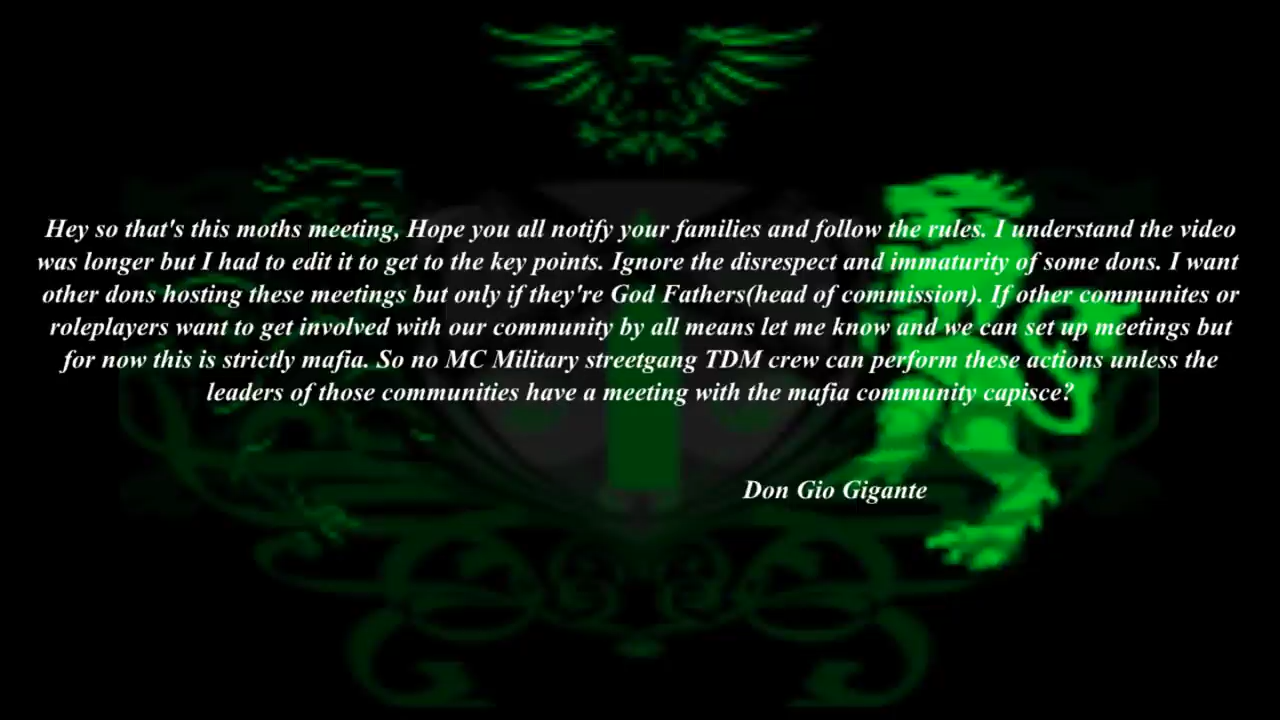 Hey so that's this moths meeting, Hope you all notify your families and follow the rules. I understand the video
was longer but I had to edit it to get to the key points. Ignore the disrespect and immaturity of some dons. I want
other dons hosting these meetings but only if they're God Fathers(head of commission). If other communites or
roleplayers want to get involved with our community by all means let me know and we can set up meetings but
for now this is strictly mafia. So no MC Military streetgang TDM crew can perform these actions unless the
leaders of those communities have a meeting with the mafia community capisce?
Don Gio Gigante